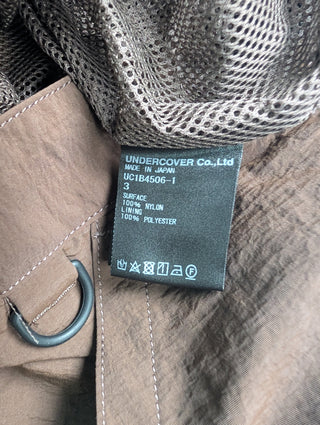 UNDERCOVER Co.,Ltd
MADE IN JAPAN
UC1B4506-1
3
SURFACE
100% NYLON
LINING
100% POLYESTER